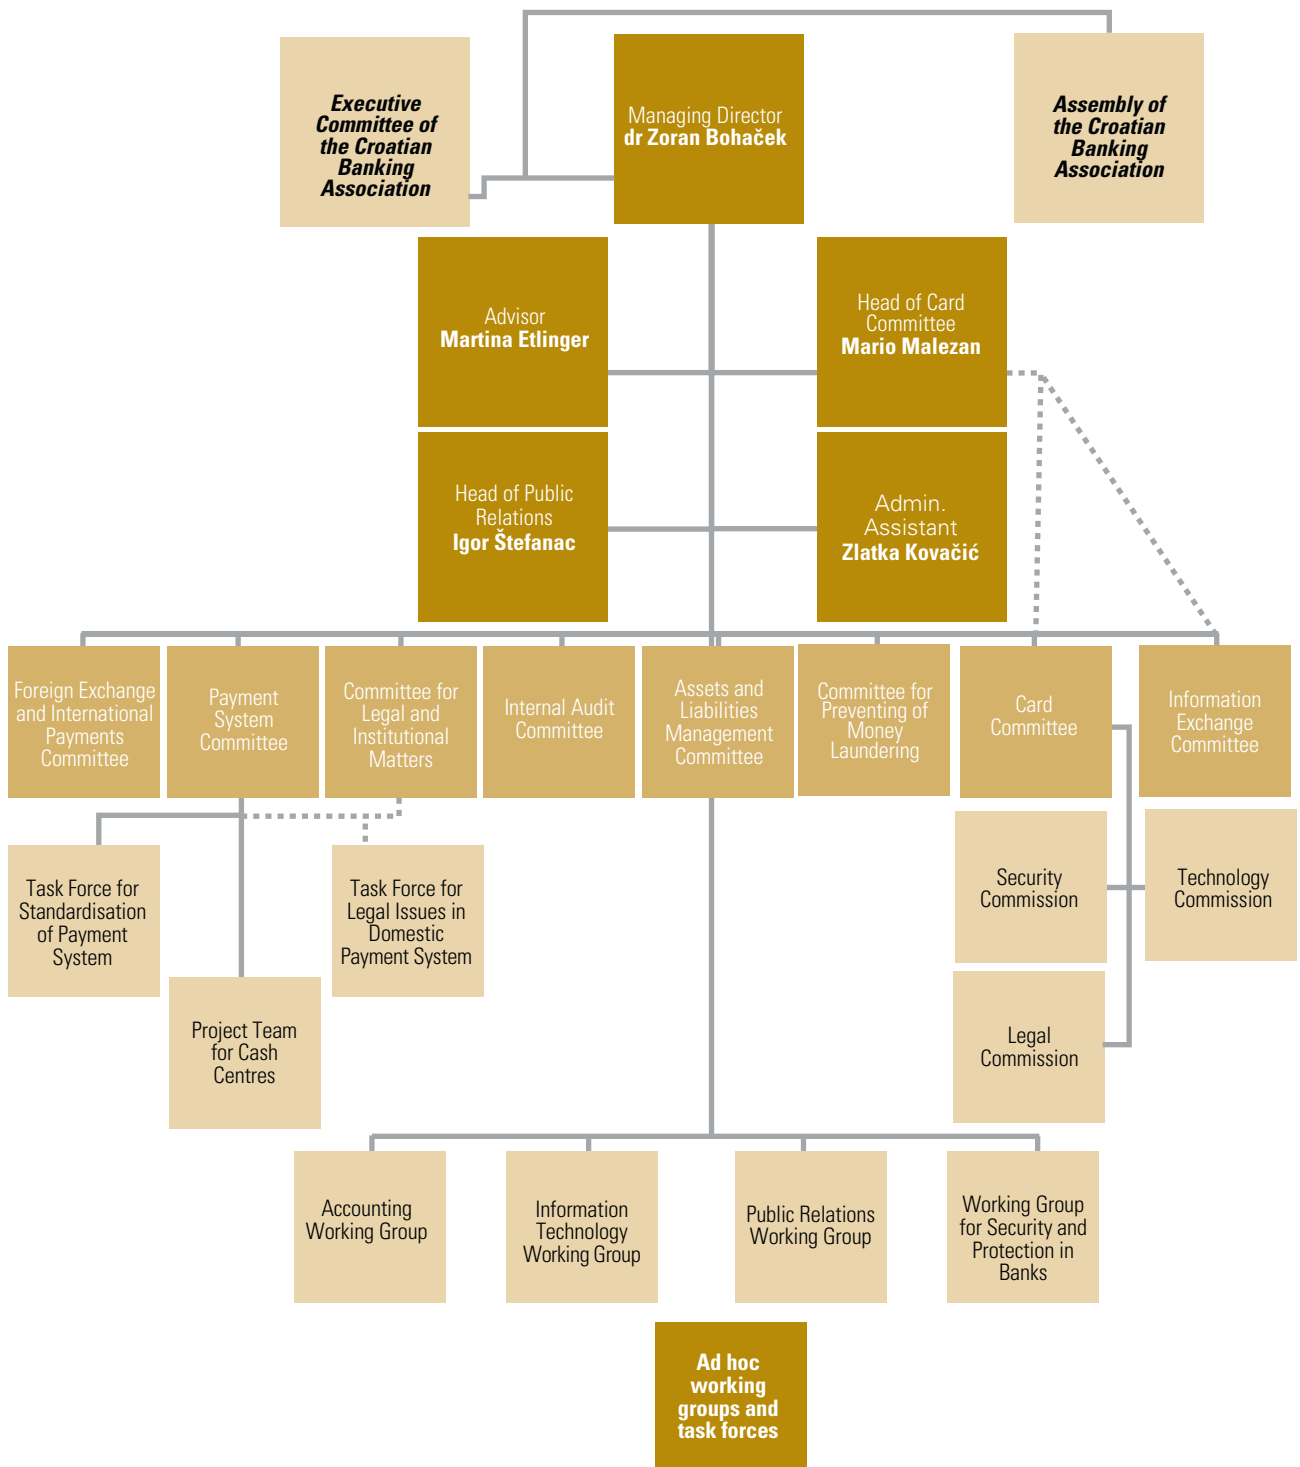 Executive
Committee of
the Croatian
Banking
Association
Managing Director
dr Zoran Bohaček
Assembly of
the Croatian
Banking
Association
Advisor
Martina Etlinger
Head of Card
Committee
Mario Malezan
Head of Public
Relations
Igor Štefanac
Admin.
Assistant
Zlatka Kovačić
Foreign Exchange
and International
Payments
Committee
Payment
System
Committee
Committee for
Legal and
Institutional
Matters
Internal Audit
Committee
Assets and
Liabilities
Management
Committee
Committee for
Preventing of
Money
Laundering
Card
Committee
Information
Exchange
Committee
Task Force for
Standardisation
of Payment
System
Task Force for
Legal Issues in
Domestic
Payment System
Security
Commission
Technology
Commission
Project Team
for Cash
Centres
Legal
Commission
Accounting
Working Group
Information
Technology
Working Group
Public Relations
Working Group
Working Group
for Security and
Protection in
Banks
Ad hoc
working
groups and
task forces